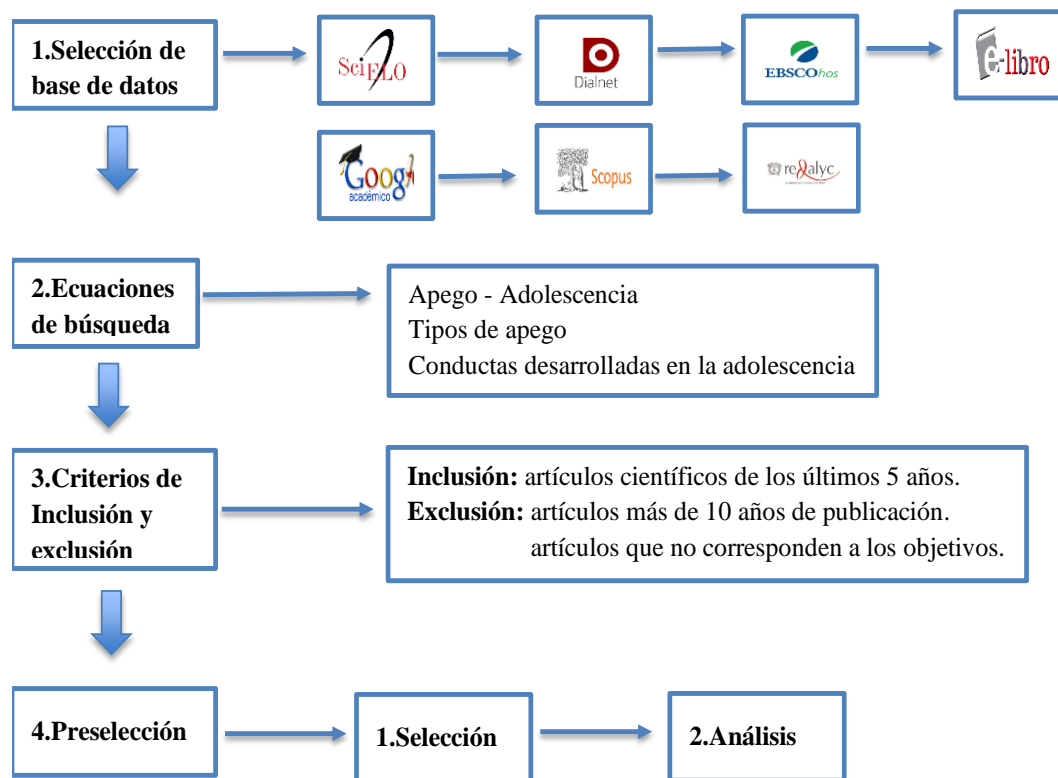 1.Selección de
base de datos
SciELO
Dialnet
EBSCOhos
e-libro
Goog
académico
Scopus
redalyc
2.Ecuaciones
de búsqueda
Apego - Adolescencia
Tipos de apego
Conductas desarrolladas en la adolescencia
3.Criterios de
Inclusión y
exclusión
Inclusión: artículos científicos de los últimos 5 años.
Exclusión: artículos más de 10 años de publicación.
artículos que no corresponden a los objetivos.
4.Preselección
1.Selección
2.Análisis